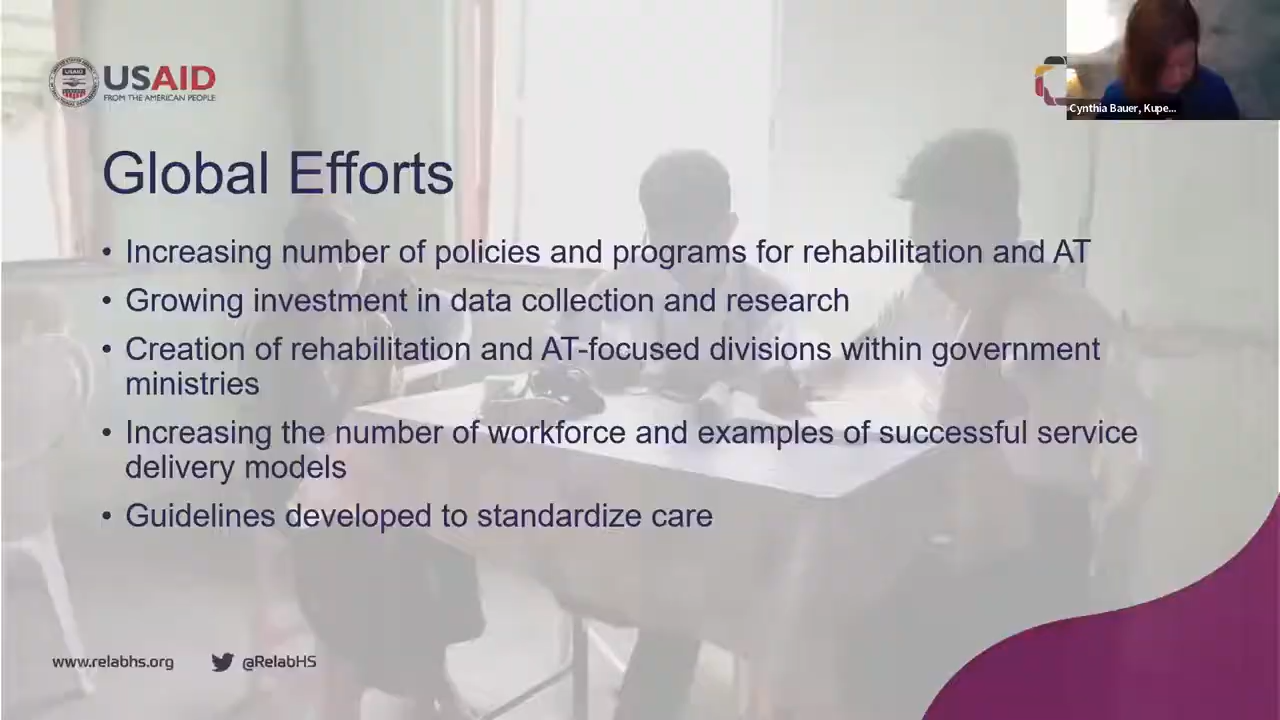 USAID
FROM THE AMERICAN PEOPLE
Cynthia Bauer, Kupe...
Global Efforts
• Increasing number of policies and programs for rehabilitation and AT
• Growing investment in data collection and research
• Creation of rehabilitation and AT-focused divisions within government
ministries
• Increasing the number of workforce and examples of successful service
delivery models
• Guidelines developed to standardize care
www.relabhs.org @RelabHS